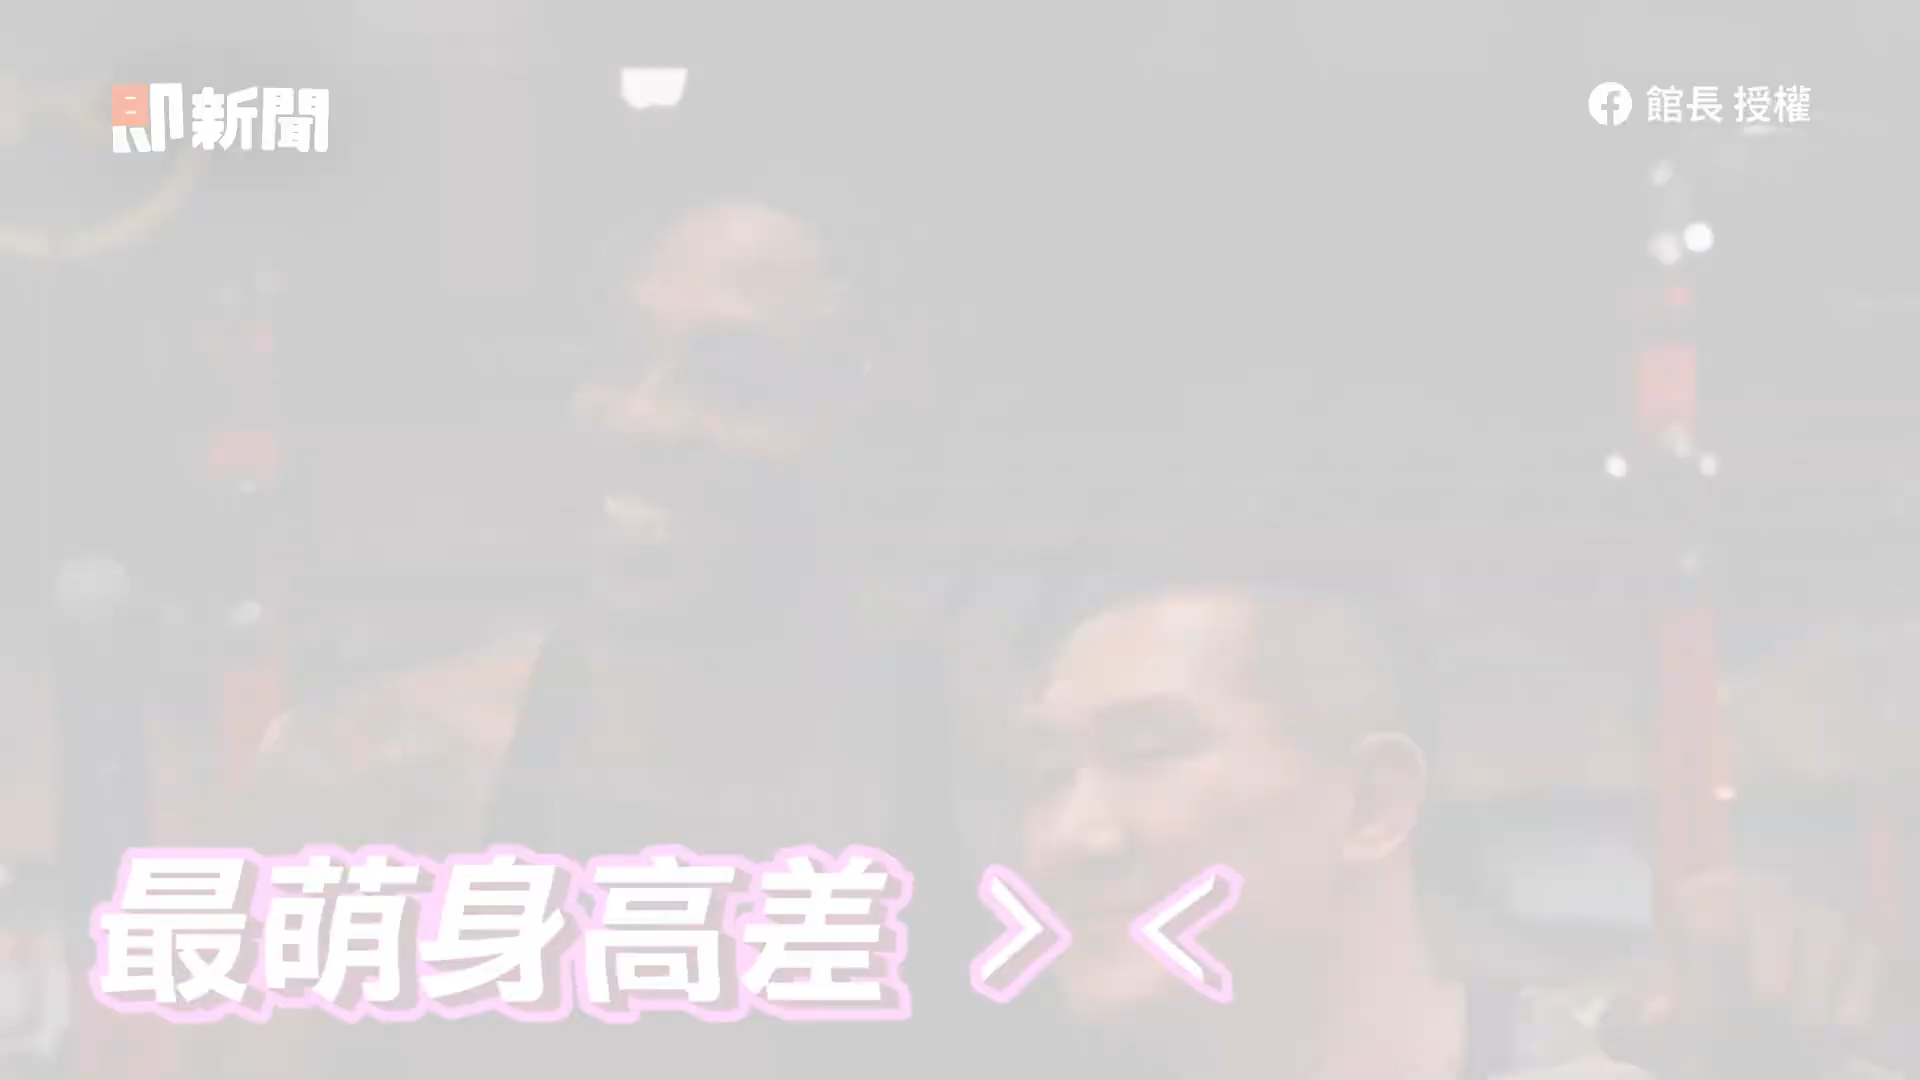 即新聞
館長 授權
最萌身高差 ><